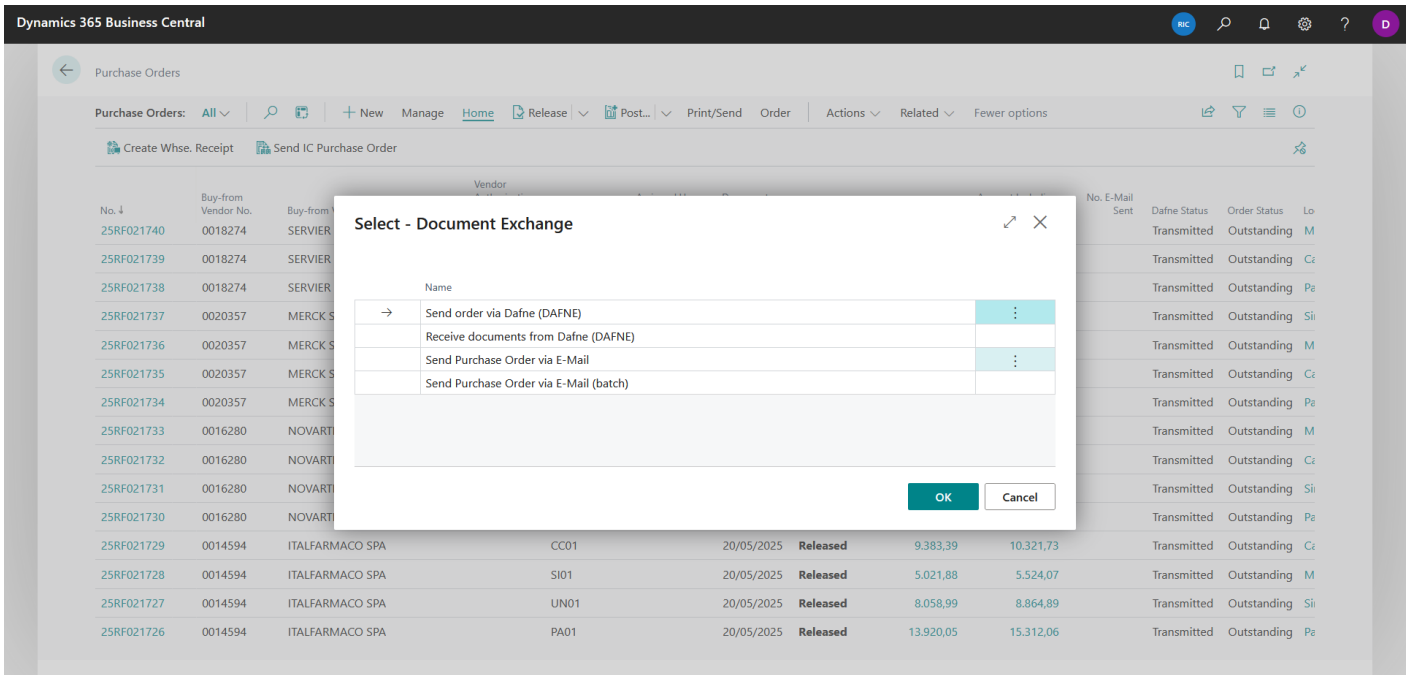 Dynamics 365 Business Central
RIC
?
D
Purchase Orders
Purchase Orders: All New Manage Home Release Post... Print/Send Order Actions Related Fewer options
Create Whse. Receipt Send IC Purchase Order
Vendor
Buy-from No. E-Mail
No. ↓ Vendor No. Buy-from Sent Dafne Status Order Status Lo
25RF021740 0018274 SERVIER Transmitted Outstanding M
Select - Document Exchange
25RF021739 0018274 SERVIER Transmitted Outstanding Ca
25RF021738 0018274 SERVIER Transmitted Outstanding Pa
Name
25RF021737 0020357 MERCK S Transmitted Outstanding Si
→ Send order via Dafne (DAFNE)
Receive documents from Dafne (DAFNE)
25RF021736 0020357 MERCK S Transmitted Outstanding M
Send Purchase Order via E-Mail
25RF021735 0020357 MERCK S Transmitted Outstanding Ca
Send Purchase Order via E-Mail (batch)
25RF021734 0020357 MERCK S Transmitted Outstanding Pa
25RF021733 0016280 NOVARTI Transmitted Outstanding M
25RF021732 0016280 NOVARTI Transmitted Outstanding Ca
25RF021731 0016280 NOVARTI Transmitted Outstanding Si
OK Cancel
25RF021730 0016280 NOVARTI Transmitted Outstanding Pa
25RF021729 0014594 ITALFARMACO SPA CC01 20/05/2025 Released 9.383,39 10.321,73 Transmitted Outstanding Ca
25RF021728 0014594 ITALFARMACO SPA SI01 20/05/2025 Released 5.021,88 5.524,07 Transmitted Outstanding M
25RF021727 0014594 ITALFARMACO SPA UN01 20/05/2025 Released 8.058,99 8.864,89 Transmitted Outstanding Si
25RF021726 0014594 ITALFARMACO SPA PA01 20/05/2025 Released 13.920,05 15.312,06 Transmitted Outstanding Pa